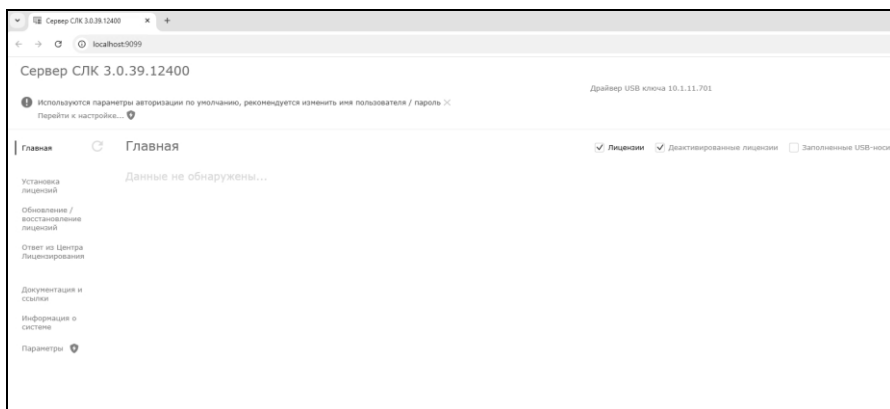 Сервер СЛК 3.0.39.12400
localhost:9099
Сервер СЛК 3.0.39.12400
Драйвер USB ключа 10.1.11.701
Используются параметры авторизации по умолчанию, рекомендуется изменить имя пользователя / пароль
Перейти к настройке...
Главная
Главная
Лицензии
Деактивированные лицензии
Заполненные USB-носи
Данные не обнаружены...
Установка
лицензий
Обновление /
восстановление
лицензий
Ответ из Центра
Лицензирования
Документация и
ссылки
Информация о
системе
Параметры